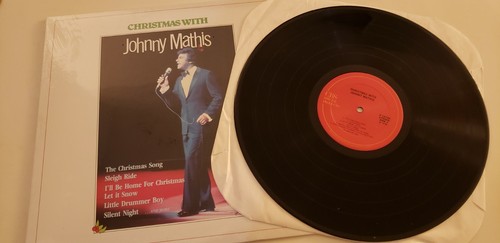 CHRISTMAS WITH
Johnny Mathis
The Christmas Song
Sleigh Ride
I'll Be Home For Christmas
Let it Snow
Little Drummer Boy
Silent Night